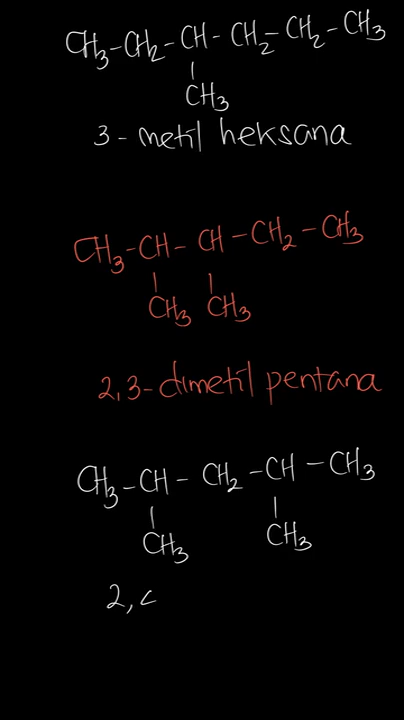 CH3-CH2-CH-CH2-CH2-CH3
CH3
3-metil heksana
CH3-CH-CH-CH2-CH3
CH3 CH3
2,3-dimetil pentana
CH3-CH-CH2-CH-CH3
CH3 CH3
2,